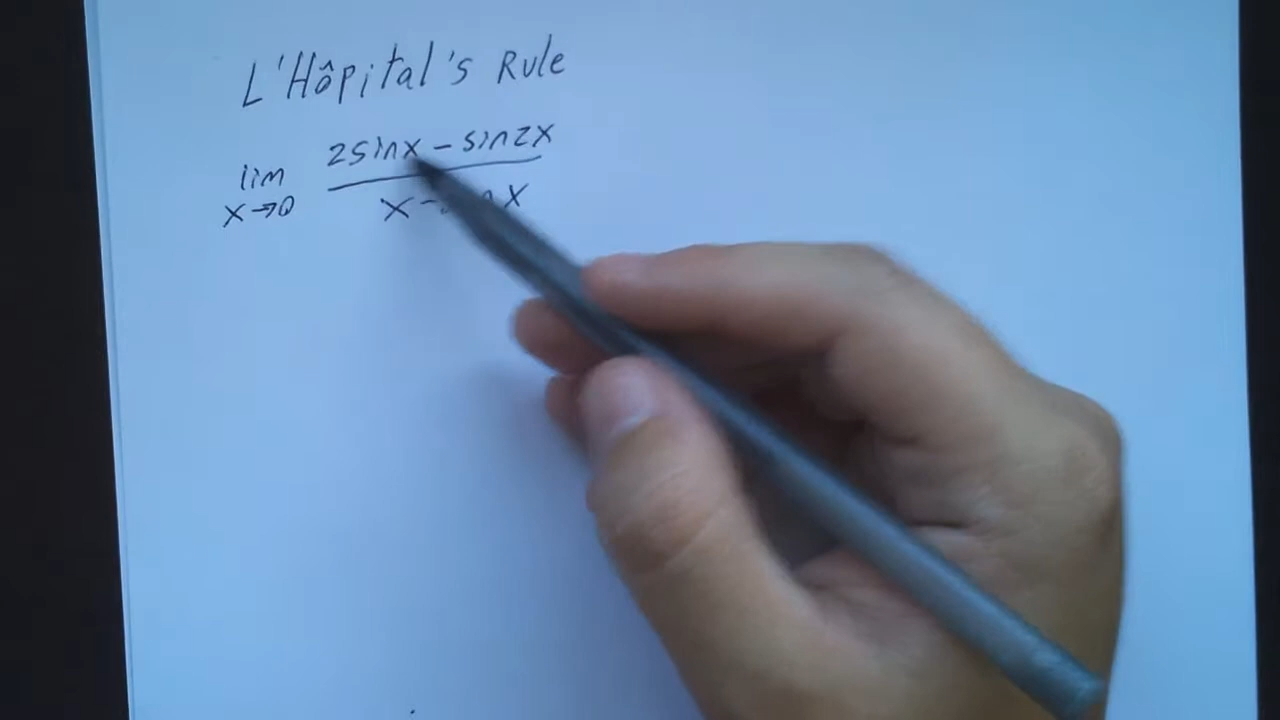 L'Hôpital's Rule
lim 2sinx - sin2x
x→0 x - x